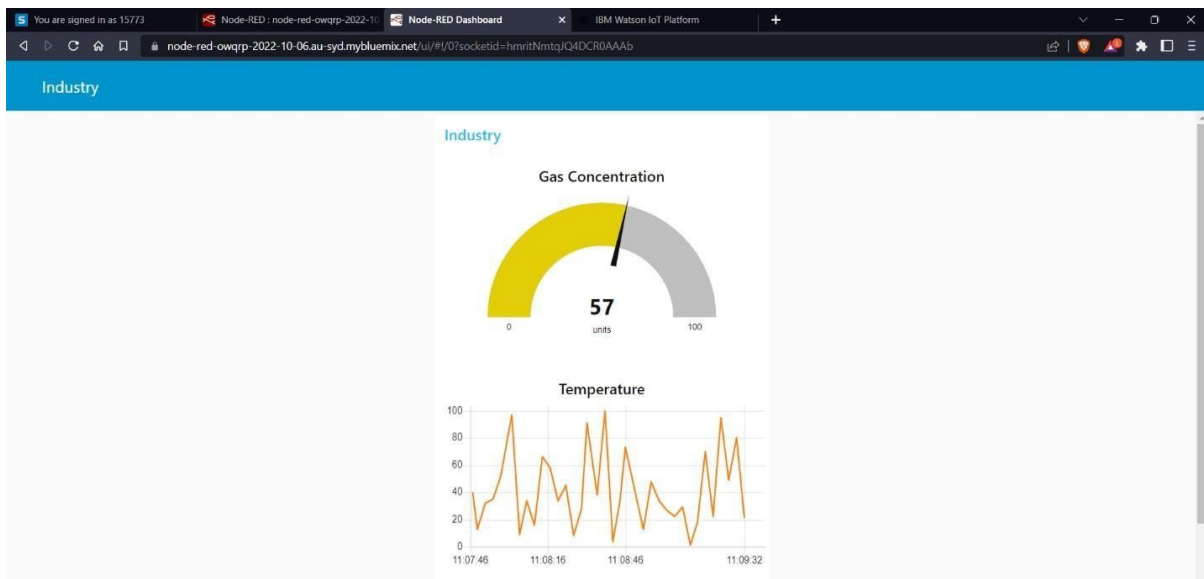 You are signed in as 15773
Node-RED : node-red-owqrp-2022-10
Node-RED Dashboard
IBM Watson IoT Platform
node-red-owqrp-2022-10-06.au-syd.mybluemix.net/ui/#!/0?socketid=hmritNmtqJQ4DCR0AAAb
Industry
Industry
Gas Concentration
57
0 units 100
Temperature
100
80
60
40
20
0
11:07:46 11:08:16 11:08:46 11:09:32